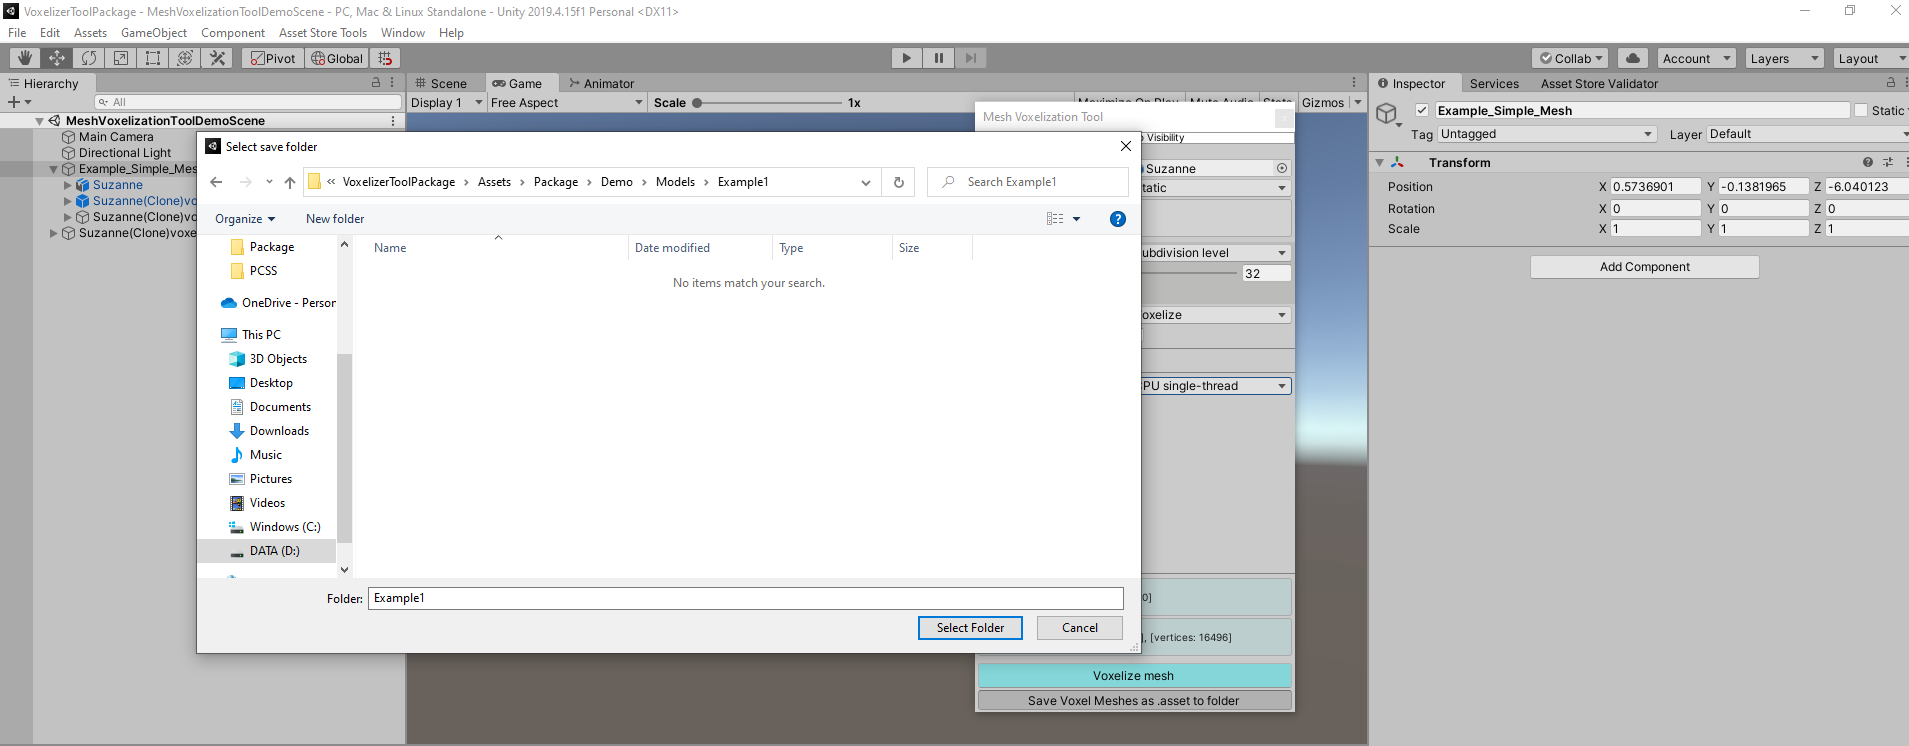 VoxelizerToolPackage - MeshVoxelizationToolDemoScene - PC, Mac & Linux Standalone - Unity 2019.4.15f1 Personal <DX11>
File Edit Assets GameObject Component Asset Store Tools Window Help
Pivot Global Collab Account Layers Layout
Hierarchy
All
MeshVoxelizationToolDemoScene
Main Camera
Directional Light
Example_Simple_Mes
Suzanne
Suzanne(Clone)vo
Suzanne(Clone)vo
Suzanne(Clone)voxe
Scene Game Animator
Display 1 Free Aspect Scale 1x Maximize On Play Mute Audio Stats Gizmos
Select save folder
« VoxelizerToolPackage › Assets › Package › Demo › Models › Example1
Search Example1
Organize New folder
Package
PCSS
OneDrive - Person
This PC
3D Objects
Desktop
Documents
Downloads
Music
Pictures
Videos
Windows (C:)
DATA (D:)
Name Date modified Type Size
No items match your search.
Folder: Example1
Select Folder Cancel
Mesh Voxelization Tool
Visibility
Suzanne
tatic
ubdivision level
32
oxelize
PU single-thread
0]
], [vertices: 16496]
Voxelize mesh
Save Voxel Meshes as .asset to folder
Inspector Services Asset Store Validator
Example_Simple_Mesh Static
Tag Untagged Layer Default
Transform
Position X 0.5736901 Y -0.1381965 Z -6.040123
Rotation X 0 Y 0 Z 0
Scale X 1 Y 1 Z 1
Add Component